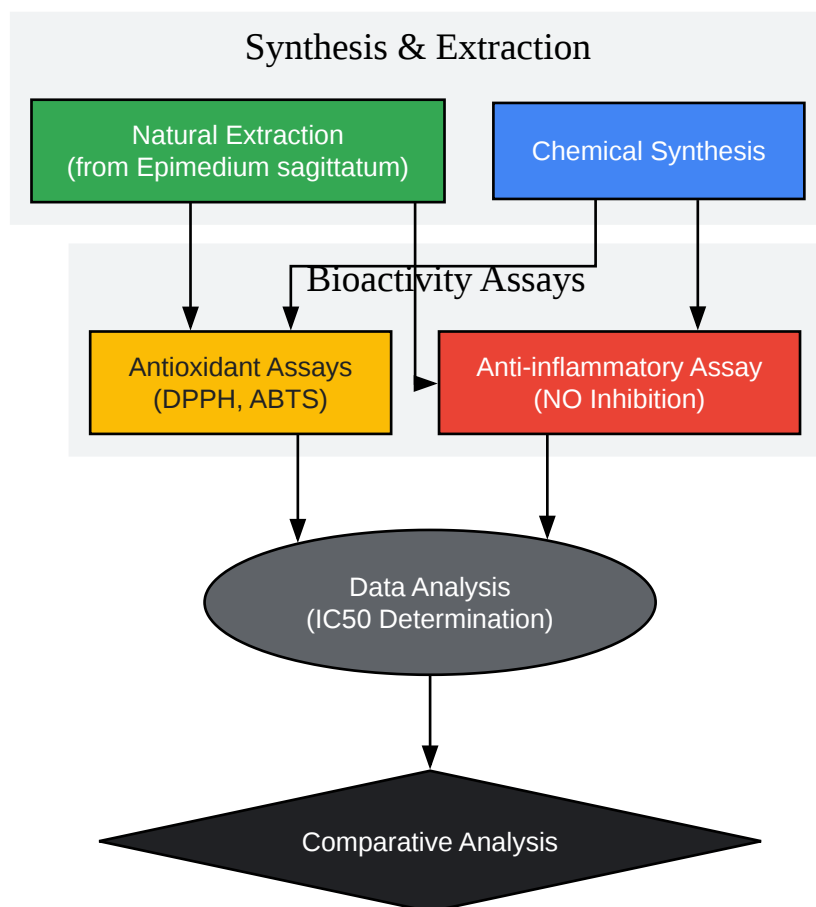 Synthesis & Extraction
Natural Extraction
(from Epimedium sagittatum)
Chemical Synthesis
Bioactivity Assays
Antioxidant Assays
(DPPH, ABTS)
Anti-inflammatory Assay
(NO Inhibition)
Data Analysis
(IC50 Determination)
Comparative Analysis